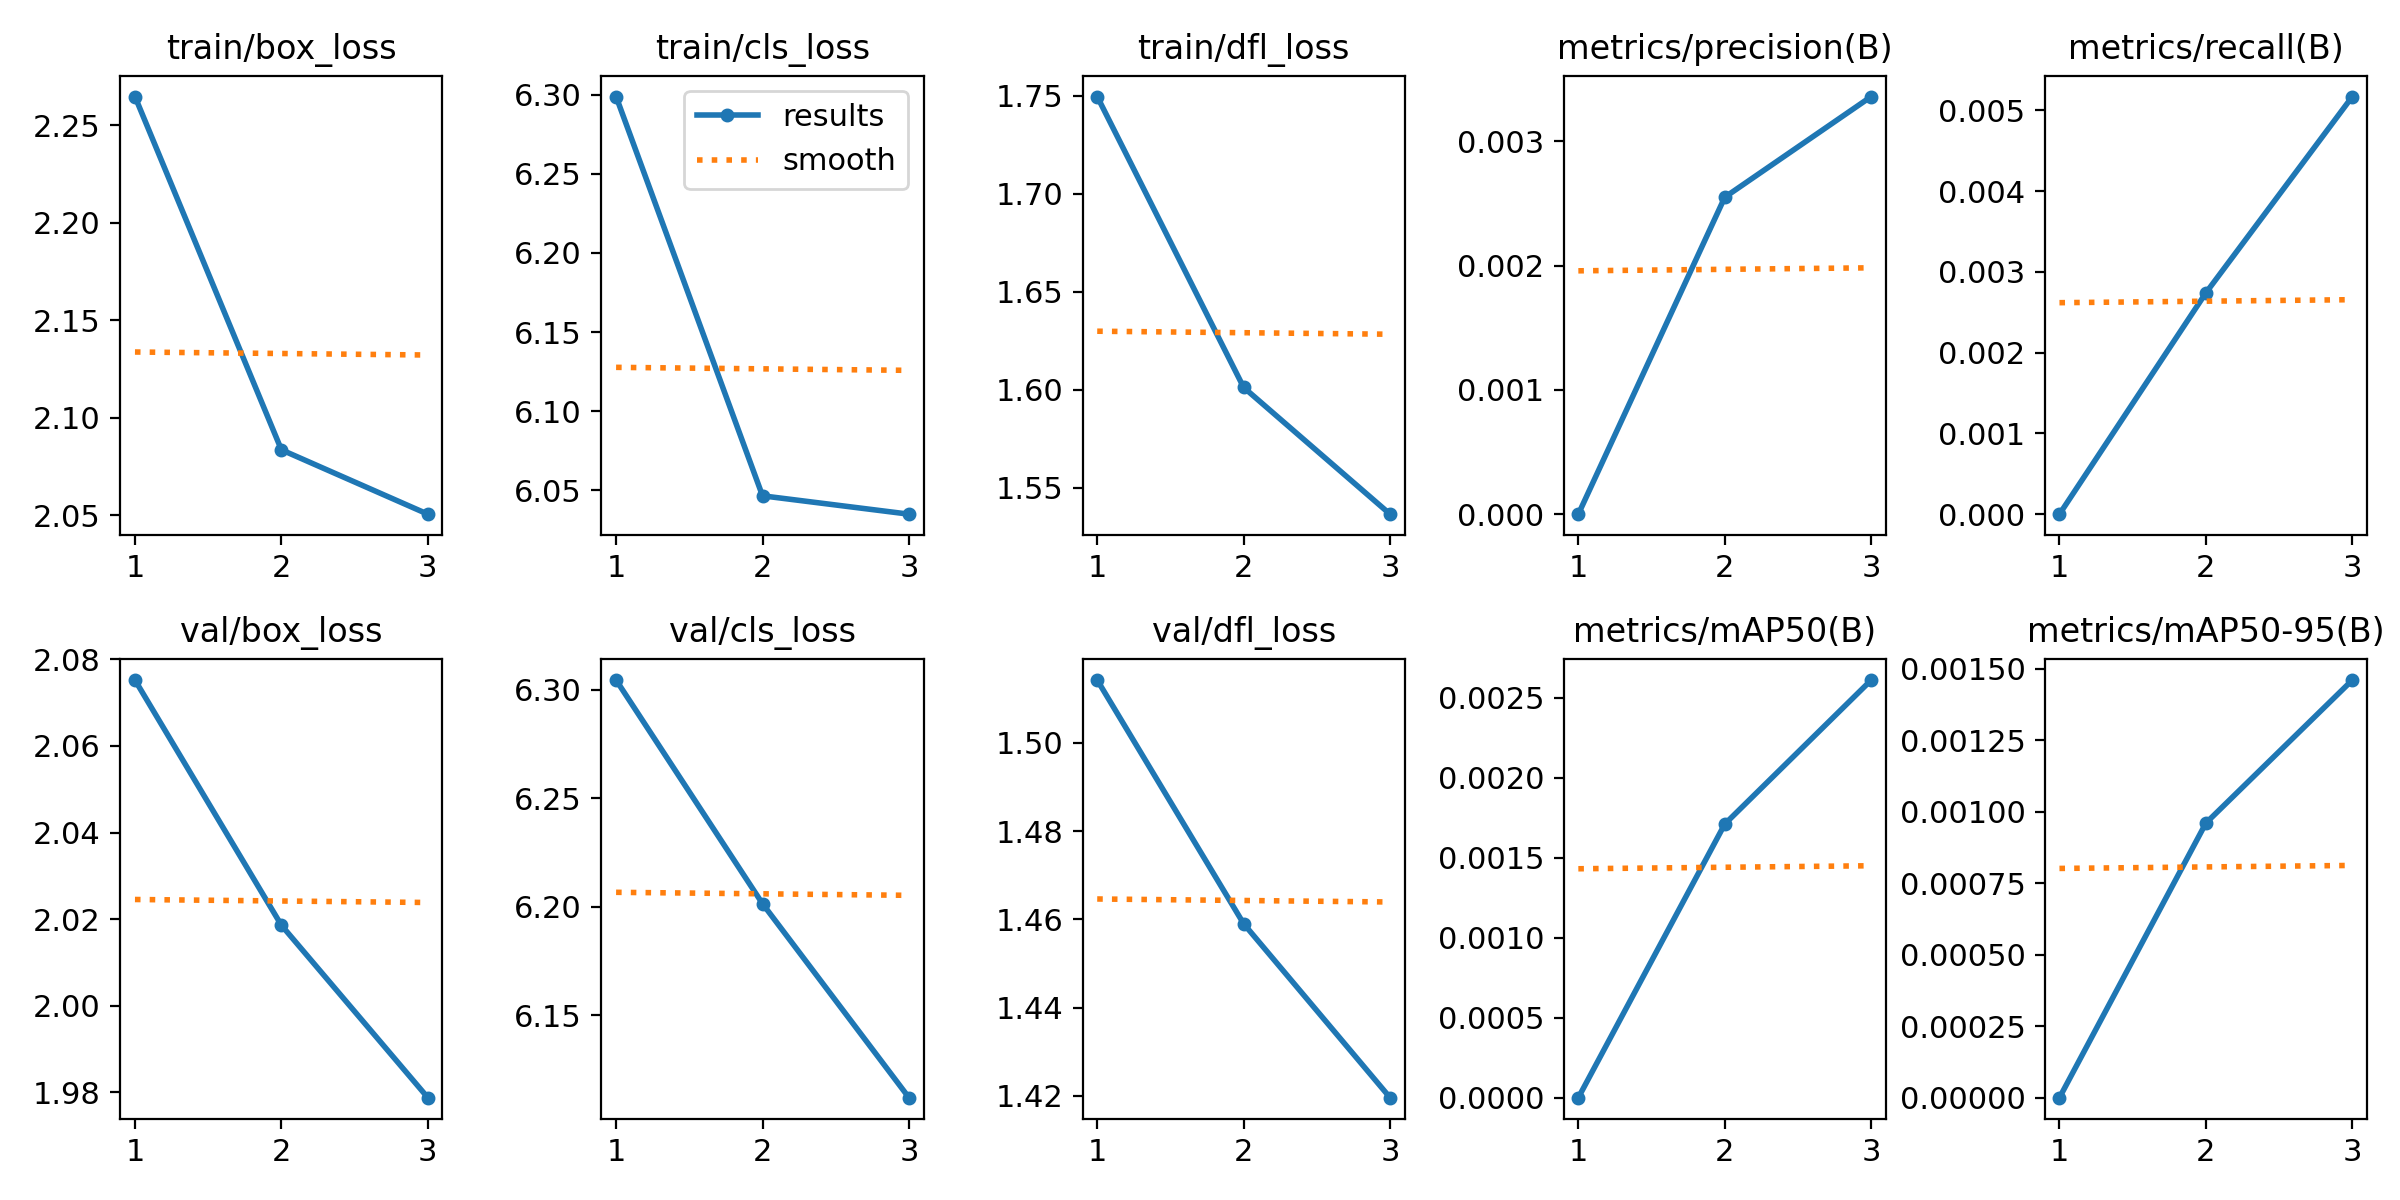 train/box_loss
2.25
2.20
2.15
2.10
2.05
1 2 3
train/cls_loss
results
smooth
6.30
6.25
6.20
6.15
6.10
6.05
1 2 3
train/dfl_loss
1.75
1.70
1.65
1.60
1.55
1 2 3
metrics/precision(B)
0.003
0.002
0.001
0.000
1 2 3
metrics/recall(B)
0.005
0.004
0.003
0.002
0.001
0.000
1 2 3
val/box_loss
2.08
2.06
2.04
2.02
2.00
1.98
1 2 3
val/cls_loss
6.30
6.25
6.20
6.15
1 2 3
val/dfl_loss
1.50
1.48
1.46
1.44
1.42
1 2 3
metrics/mAP50(B)
0.0025
0.0020
0.0015
0.0010
0.0005
0.0000
1 2 3
metrics/mAP50-95(B)
0.00150
0.00125
0.00100
0.00075
0.00050
0.00025
0.00000
1 2 3